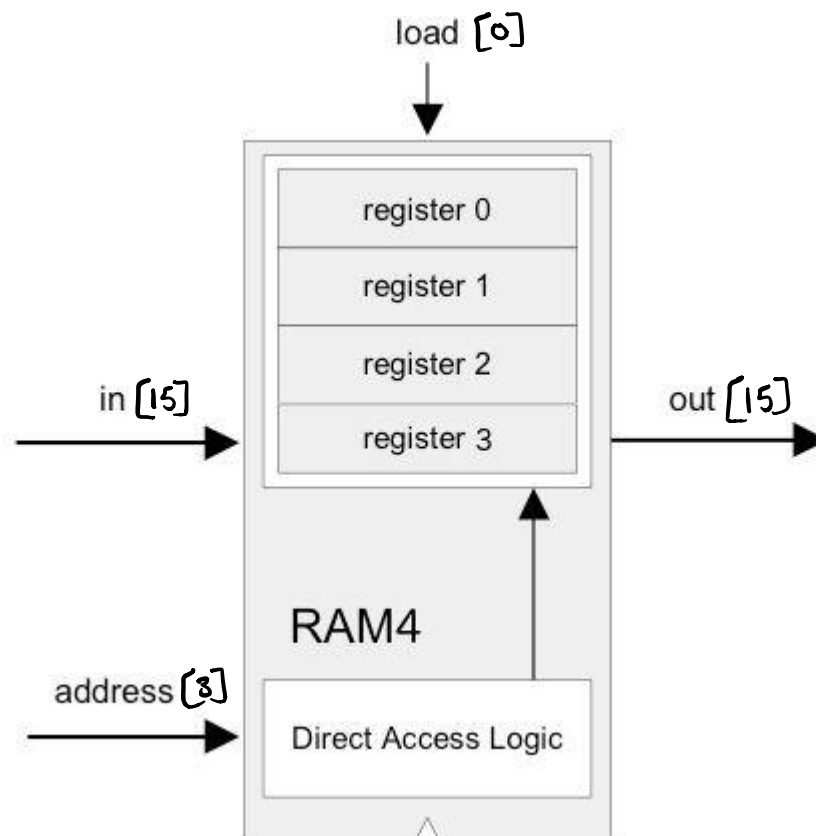 load [0]
register 0
register 1
register 2
in [15]
out [15]
register 3
RAM4
address [3]
Direct Access Logic